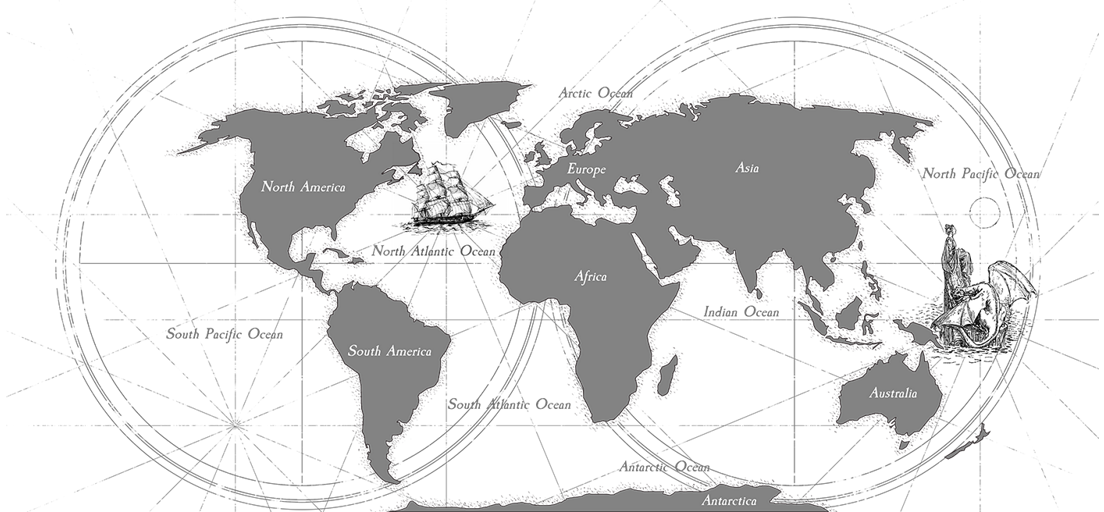 Arctic Ocean
North America
Europe
Asia
North Pacific Ocean
North Atlantic Ocean
Africa
Indian Ocean
South Pacific Ocean
South America
Australia
South Atlantic Ocean
Antarctic Ocean
Antarctica